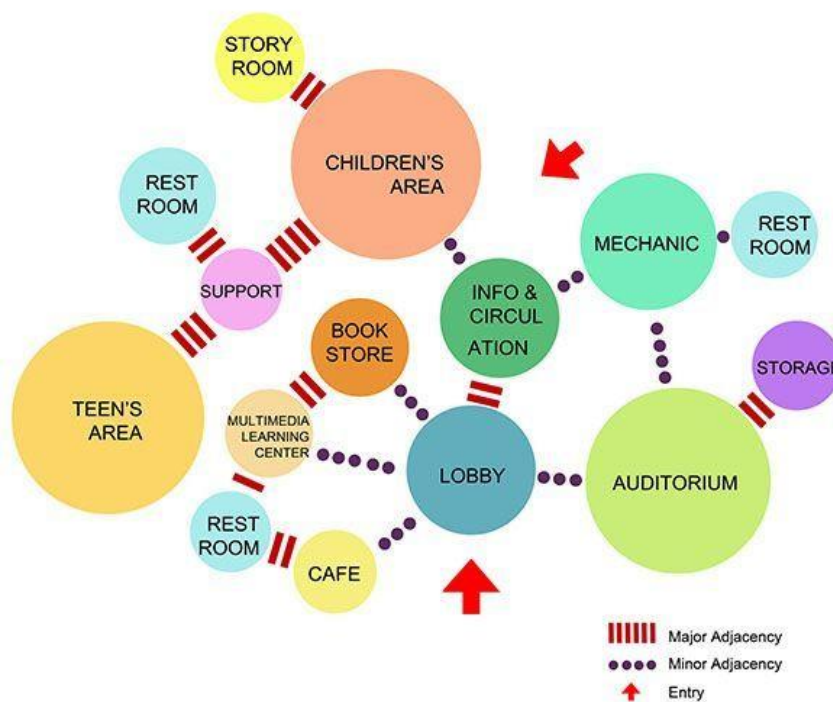 STORY
ROOM
CHILDREN'S
AREA
REST
ROOM
MECHANIC
REST
ROOM
SUPPORT
INFO &
CIRCUL
ATION
BOOK
STORE
STORAGE
TEEN'S
AREA
MULTIMEDIA
LEARNING
CENTER
LOBBY
AUDITORIUM
REST
ROOM
CAFE
Major Adjacency
Minor Adjacency
Entry